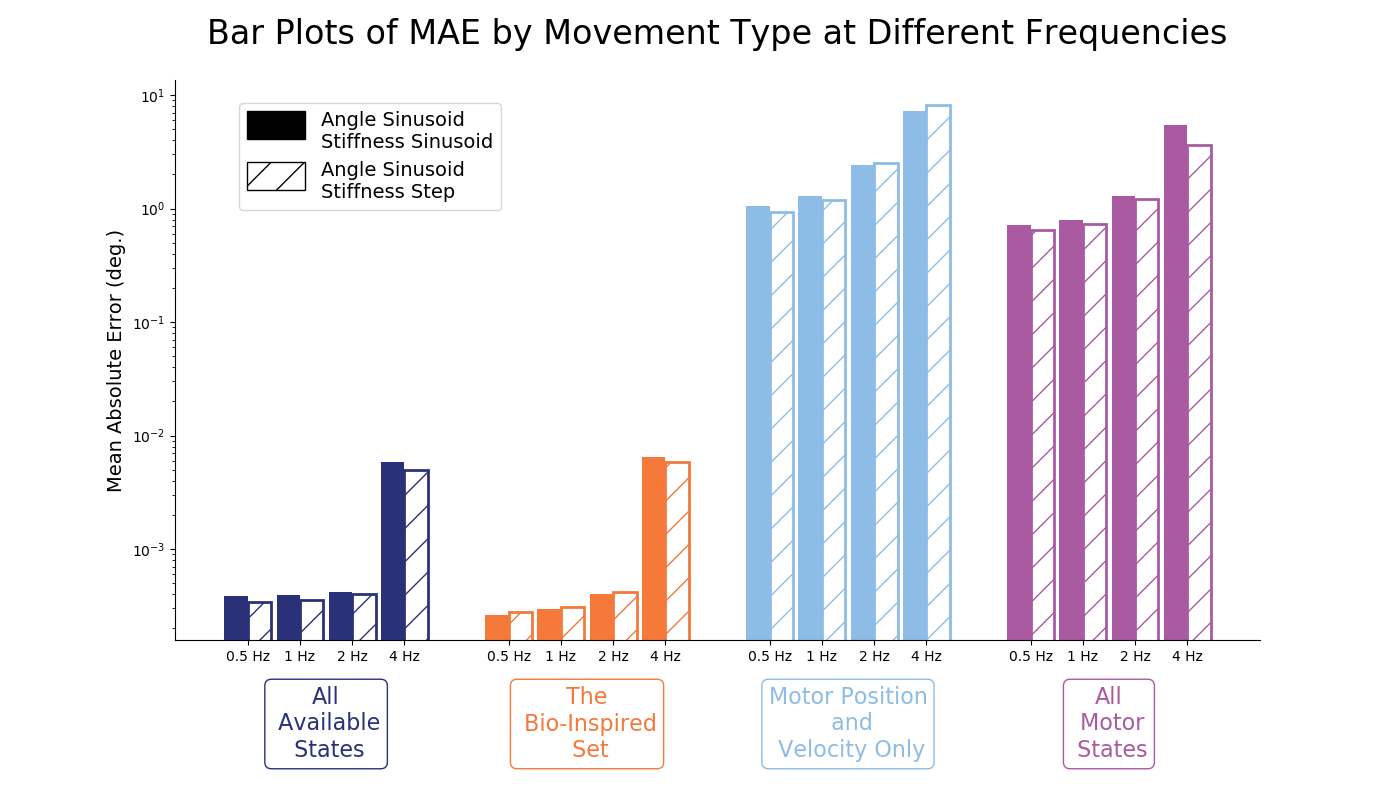 Bar Plots of MAE by Movement Type at Different Frequencies
Mean Absolute Error (deg.)
10¹
10⁰
10⁻¹
10⁻²
10⁻³
Angle Sinusoid
Stiffness Sinusoid
Angle Sinusoid
Stiffness Step
0.5 Hz 1 Hz 2 Hz 4 Hz 0.5 Hz 1 Hz 2 Hz 4 Hz 0.5 Hz 1 Hz 2 Hz 4 Hz 0.5 Hz 1 Hz 2 Hz 4 Hz
All
Available
States
The
Bio-Inspired
Set
Motor Position
and
Velocity Only
All
Motor
States